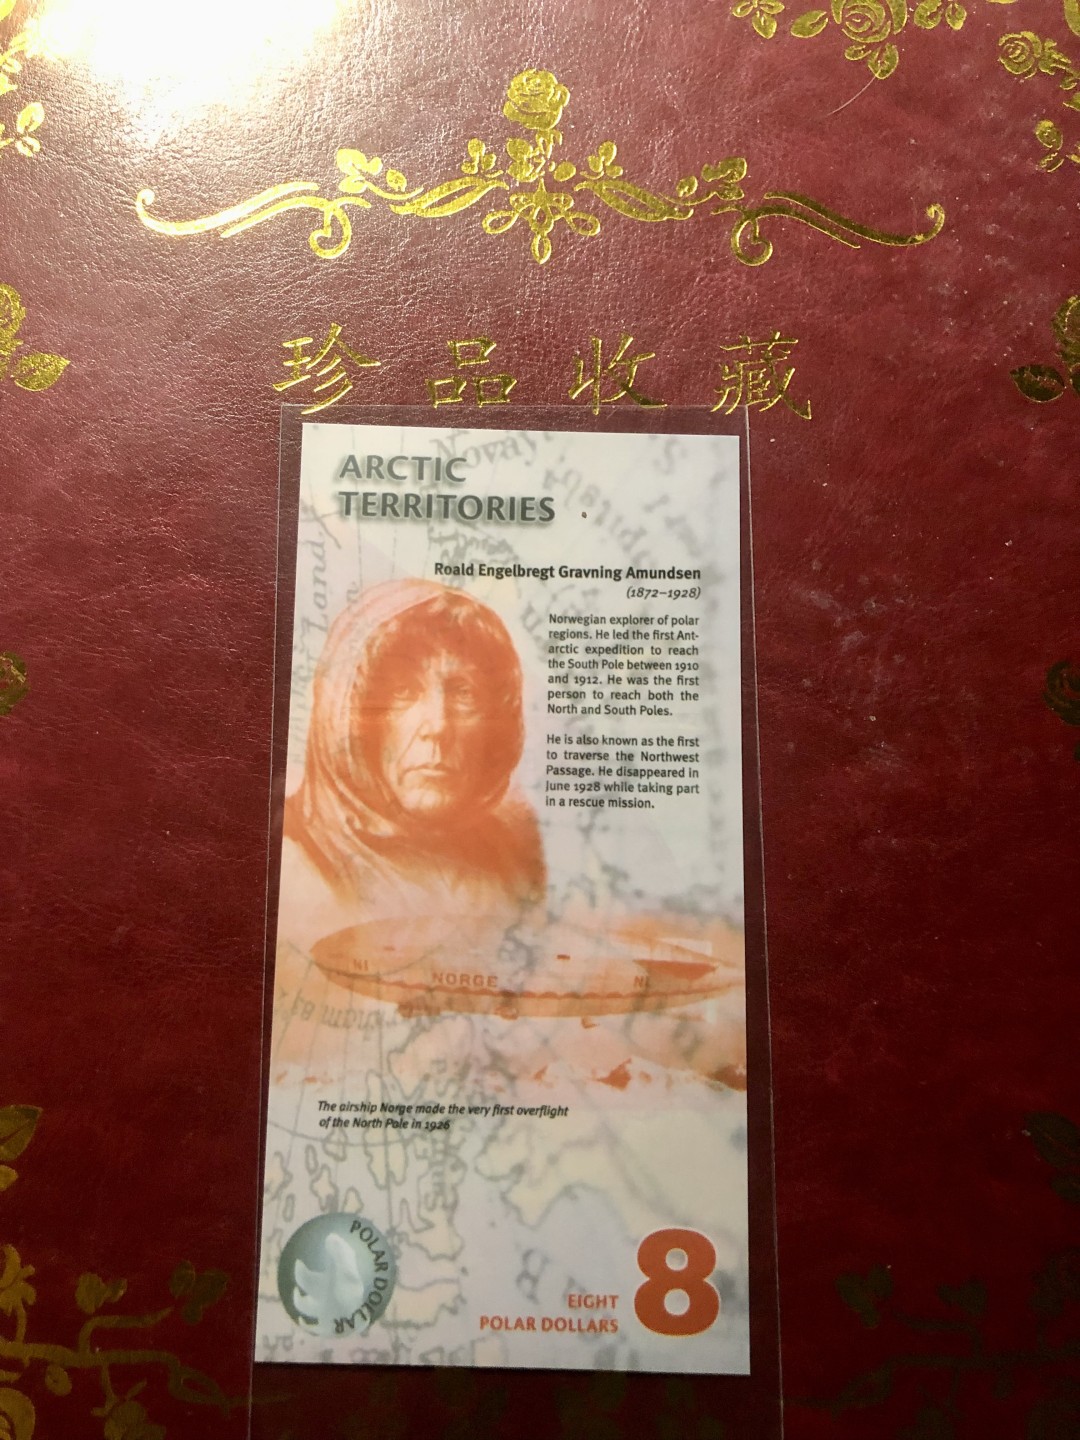 珍品收藏
ARCTIC
TERRITORIES
Roald Engelbregt Gravning Amundsen
(1872–1928)
Norwegian explorer of polar
regions. He led the first Ant-
arctic expedition to reach
the South Pole between 1910
and 1912. He was the first
person to reach both the
North and South Poles.
He is also known as the first
to traverse the Northwest
Passage. He disappeared in
June 1928 while taking part
in a rescue mission.
NORGE
The airship Norge made the very first overflight
of the North Pole in 1926
POLAR DOLLAR
EIGHT
POLAR DOLLARS
8